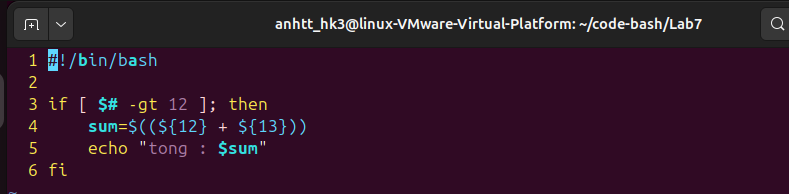 anhtt_hk3@linux-VMware-Virtual-Platform: ~/code-bash/Lab7
1 #!/bin/bash
2
3 if [ $# -gt 12 ]; then
4     sum=$((${12} + ${13}))
5     echo "tong : $sum"
6 fi
~